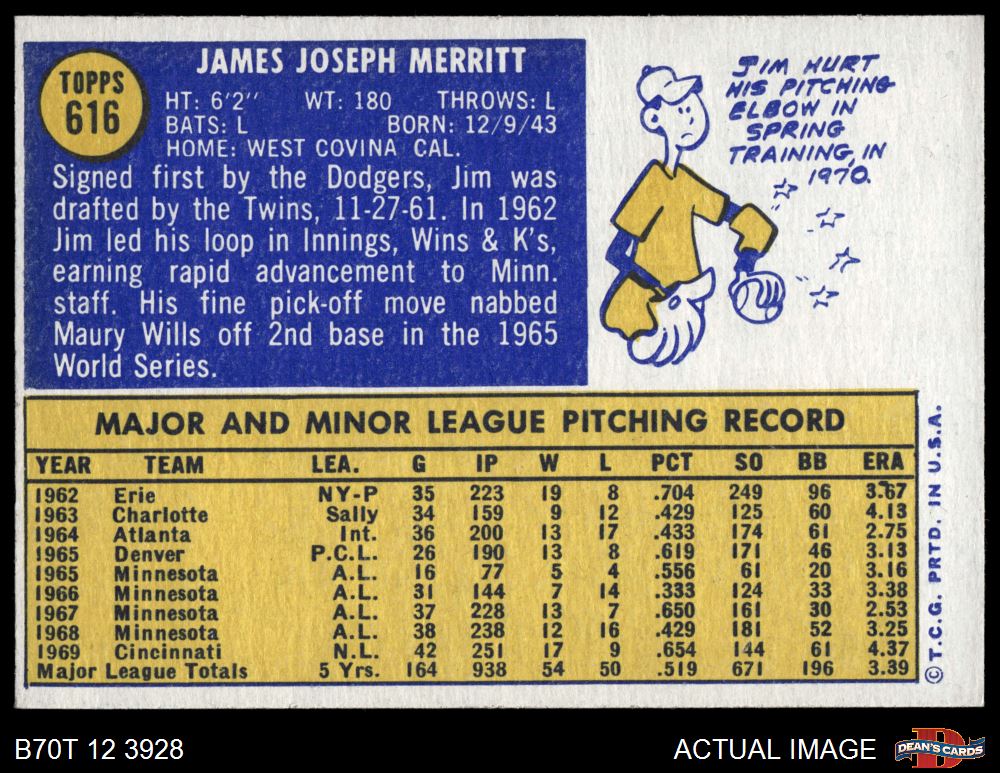 TOPPS
616
JAMES JOSEPH MERRITT
HT: 6'2" WT: 180 THROWS: L
BATS: L BORN: 12/9/43
HOME: WEST COVINA CAL.
Signed first by the Dodgers, Jim was
drafted by the Twins, 11-27-61. In 1962
Jim led his loop in Innings, Wins & K's,
earning rapid advancement to Minn.
staff. His fine pick-off move nabbed
Maury Wills off 2nd base in the 1965
World Series.
JIM HURT
HIS PITCHING
ELBOW IN
SPRING
TRAINING, IN
1970.
MAJOR AND MINOR LEAGUE PITCHING RECORD
YEAR TEAM LEA. G IP W L PCT SO BB ERA
1962 Erie NY-P 35 223 19 8 .704 249 96 3.67
1963 Charlotte Sally 34 159 9 12 .429 125 60 4.13
1964 Atlanta Int. 36 200 13 17 .433 174 61 2.75
1965 Denver P.C.L. 26 190 13 8 .619 171 46 3.13
1965 Minnesota A.L. 16 77 5 4 .556 61 20 3.16
1966 Minnesota A.L. 31 144 7 14 .333 124 33 3.38
1967 Minnesota A.L. 37 228 13 7 .650 161 30 2.53
1968 Minnesota A.L. 38 238 12 16 .429 181 52 3.25
1969 Cincinnati N.L. 42 251 17 9 .654 144 61 4.37
Major League Totals 5 Yrs. 164 938 54 50 .519 671 196 3.39
©T.C.G. PRTD. IN U.S.A.
B70T 12 3928
ACTUAL IMAGE
D
DEAN'S CARDS